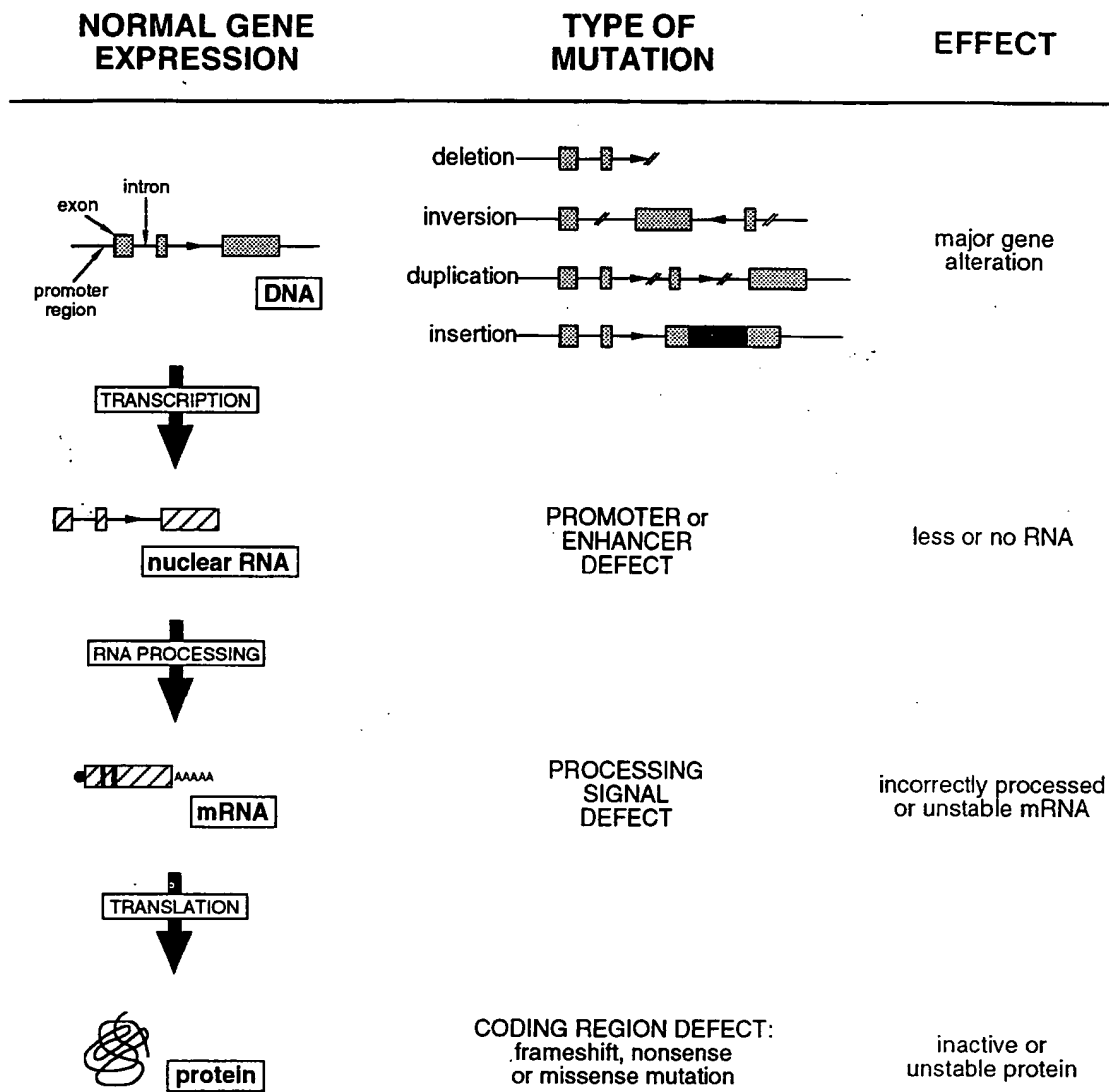 NORMAL GENE
EXPRESSION
TYPE OF
MUTATION
EFFECT
exon
intron
promoter
region
DNA
deletion
inversion
duplication
insertion
major gene
alteration
TRANSCRIPTION
nuclear RNA
PROMOTER or
ENHANCER
DEFECT
less or no RNA
RNA PROCESSING
AAAAA
mRNA
PROCESSING
SIGNAL
DEFECT
incorrectly processed
or unstable mRNA
TRANSLATION
protein
CODING REGION DEFECT:
frameshift, nonsense
or missense mutation
inactive or
unstable protein